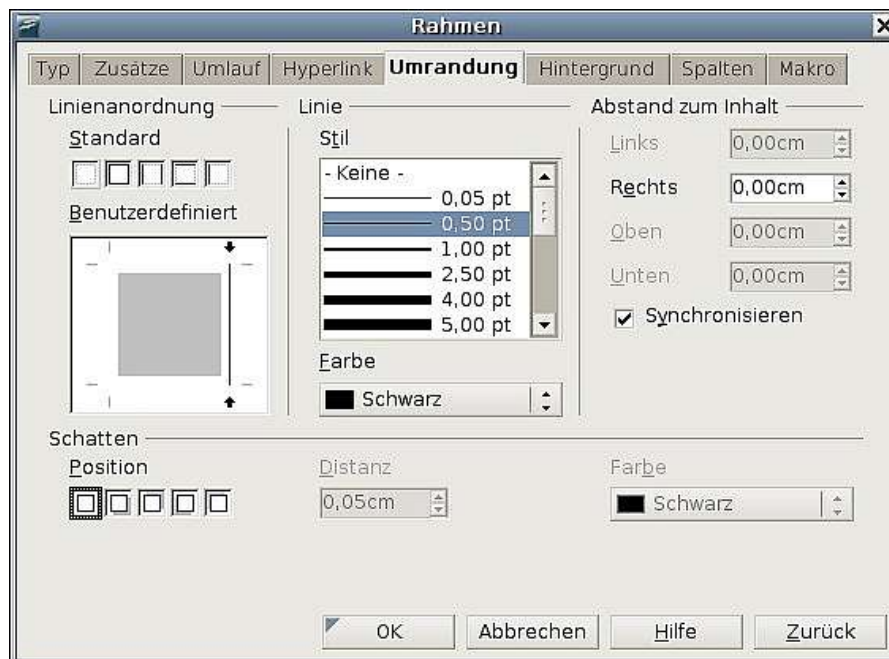 Rahmen
Typ Zusätze Umlauf Hyperlink Umrandung Hintergrund Spalten Makro
Linienanordnung
Standard
Benutzerdefiniert
Linie
Stil
- Keine -
0,05 pt
0,50 pt
1,00 pt
2,50 pt
4,00 pt
5,00 pt
Farbe
Schwarz
Abstand zum Inhalt
Links 0,00cm
Rechts 0,00cm
Oben 0,00cm
Unten 0,00cm
Synchronisieren
Schatten
Position
Distanz
0,05cm
Farbe
Schwarz
OK Abbrechen Hilfe Zurück